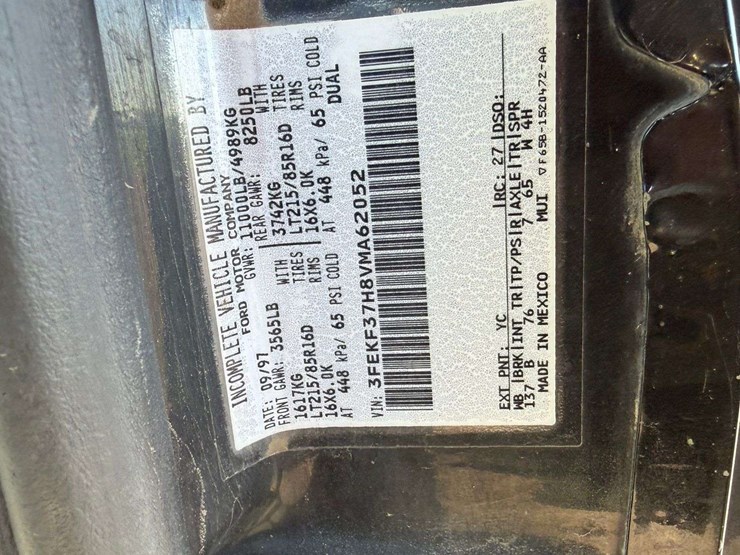 INCOMPLETE VEHICLE MANUFACTURED BY
FORD MOTOR COMPANY
DATE: 09/97 GVWR: 11000LB/4989KG
FRONT GAWR: 3565LB REAR GAWR: 8250LB
1617KG WITH 3742KG WITH
LT215/85R16D TIRES LT215/85R16D TIRES
16X6.0K RIMS 16X6.0K RIMS
AT 448 kPa/ 65 PSI COLD AT 448 kPa/ 65 PSI COLD
DUAL
VIN: 3FEKF37H8VMA62052
EXT PNT: YC RC: 27 DSO:
WB BRK INT TR TP/PS R AXLE TR SPR
137 B 76 7 65 W 4H
MADE IN MEXICO MUI ▽ F65B-1520472-AA